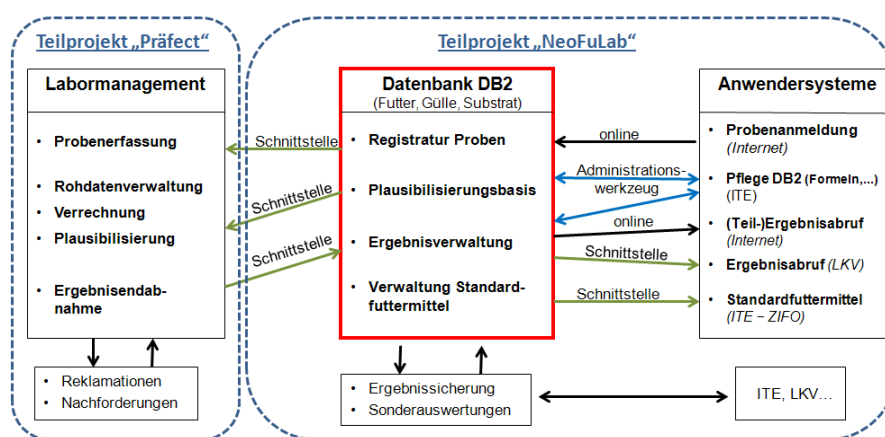 Teilprojekt „Präfect“
Teilprojekt „NeoFuLab“
Labormanagement
• Probenerfassung
• Rohdatenverwaltung
• Verrechnung
• Plausibilisierung
• Ergebnisendab-
nahme
• Reklamationen
• Nachforderungen
Schnittstelle
Schnittstelle
Schnittstelle
Datenbank DB2
(Futter, Gülle, Substrat)
• Registratur Proben
• Plausibilisierungsbasis
• Ergebnisverwaltung
• Verwaltung Standard-
futtermittel
• Ergebnissicherung
• Sonderauswertungen
online
Administrations-
werkzeug
online
Schnittstelle
Schnittstelle
Anwendersysteme
• Probenanmeldung
(Internet)
• Pflege DB2 (Formeln,...)
(ITE)
• (Teil-)Ergebnisabruf
(Internet)
• Ergebnisabruf (LKV)
• Standardfuttermittel
(ITE – ZIFO)
ITE, LKV...